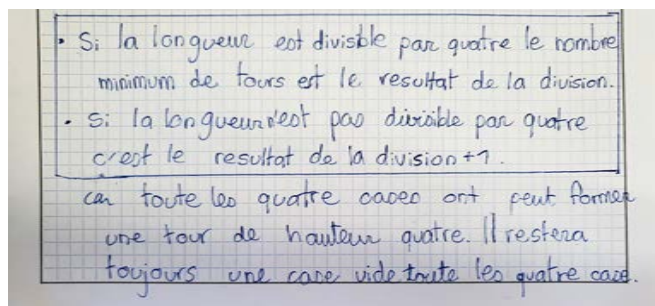 • Si la longueur est divisible par quatre le nombre
minimum de tours est le resultat de la division.
• Si la longueur n'est pas divisible par quatre
c'est le resultat de la division +1.
car toute les quatre cases ont peut former
une tour de hauteur quatre. Il restera
toujours une case vide toute les quatre case.